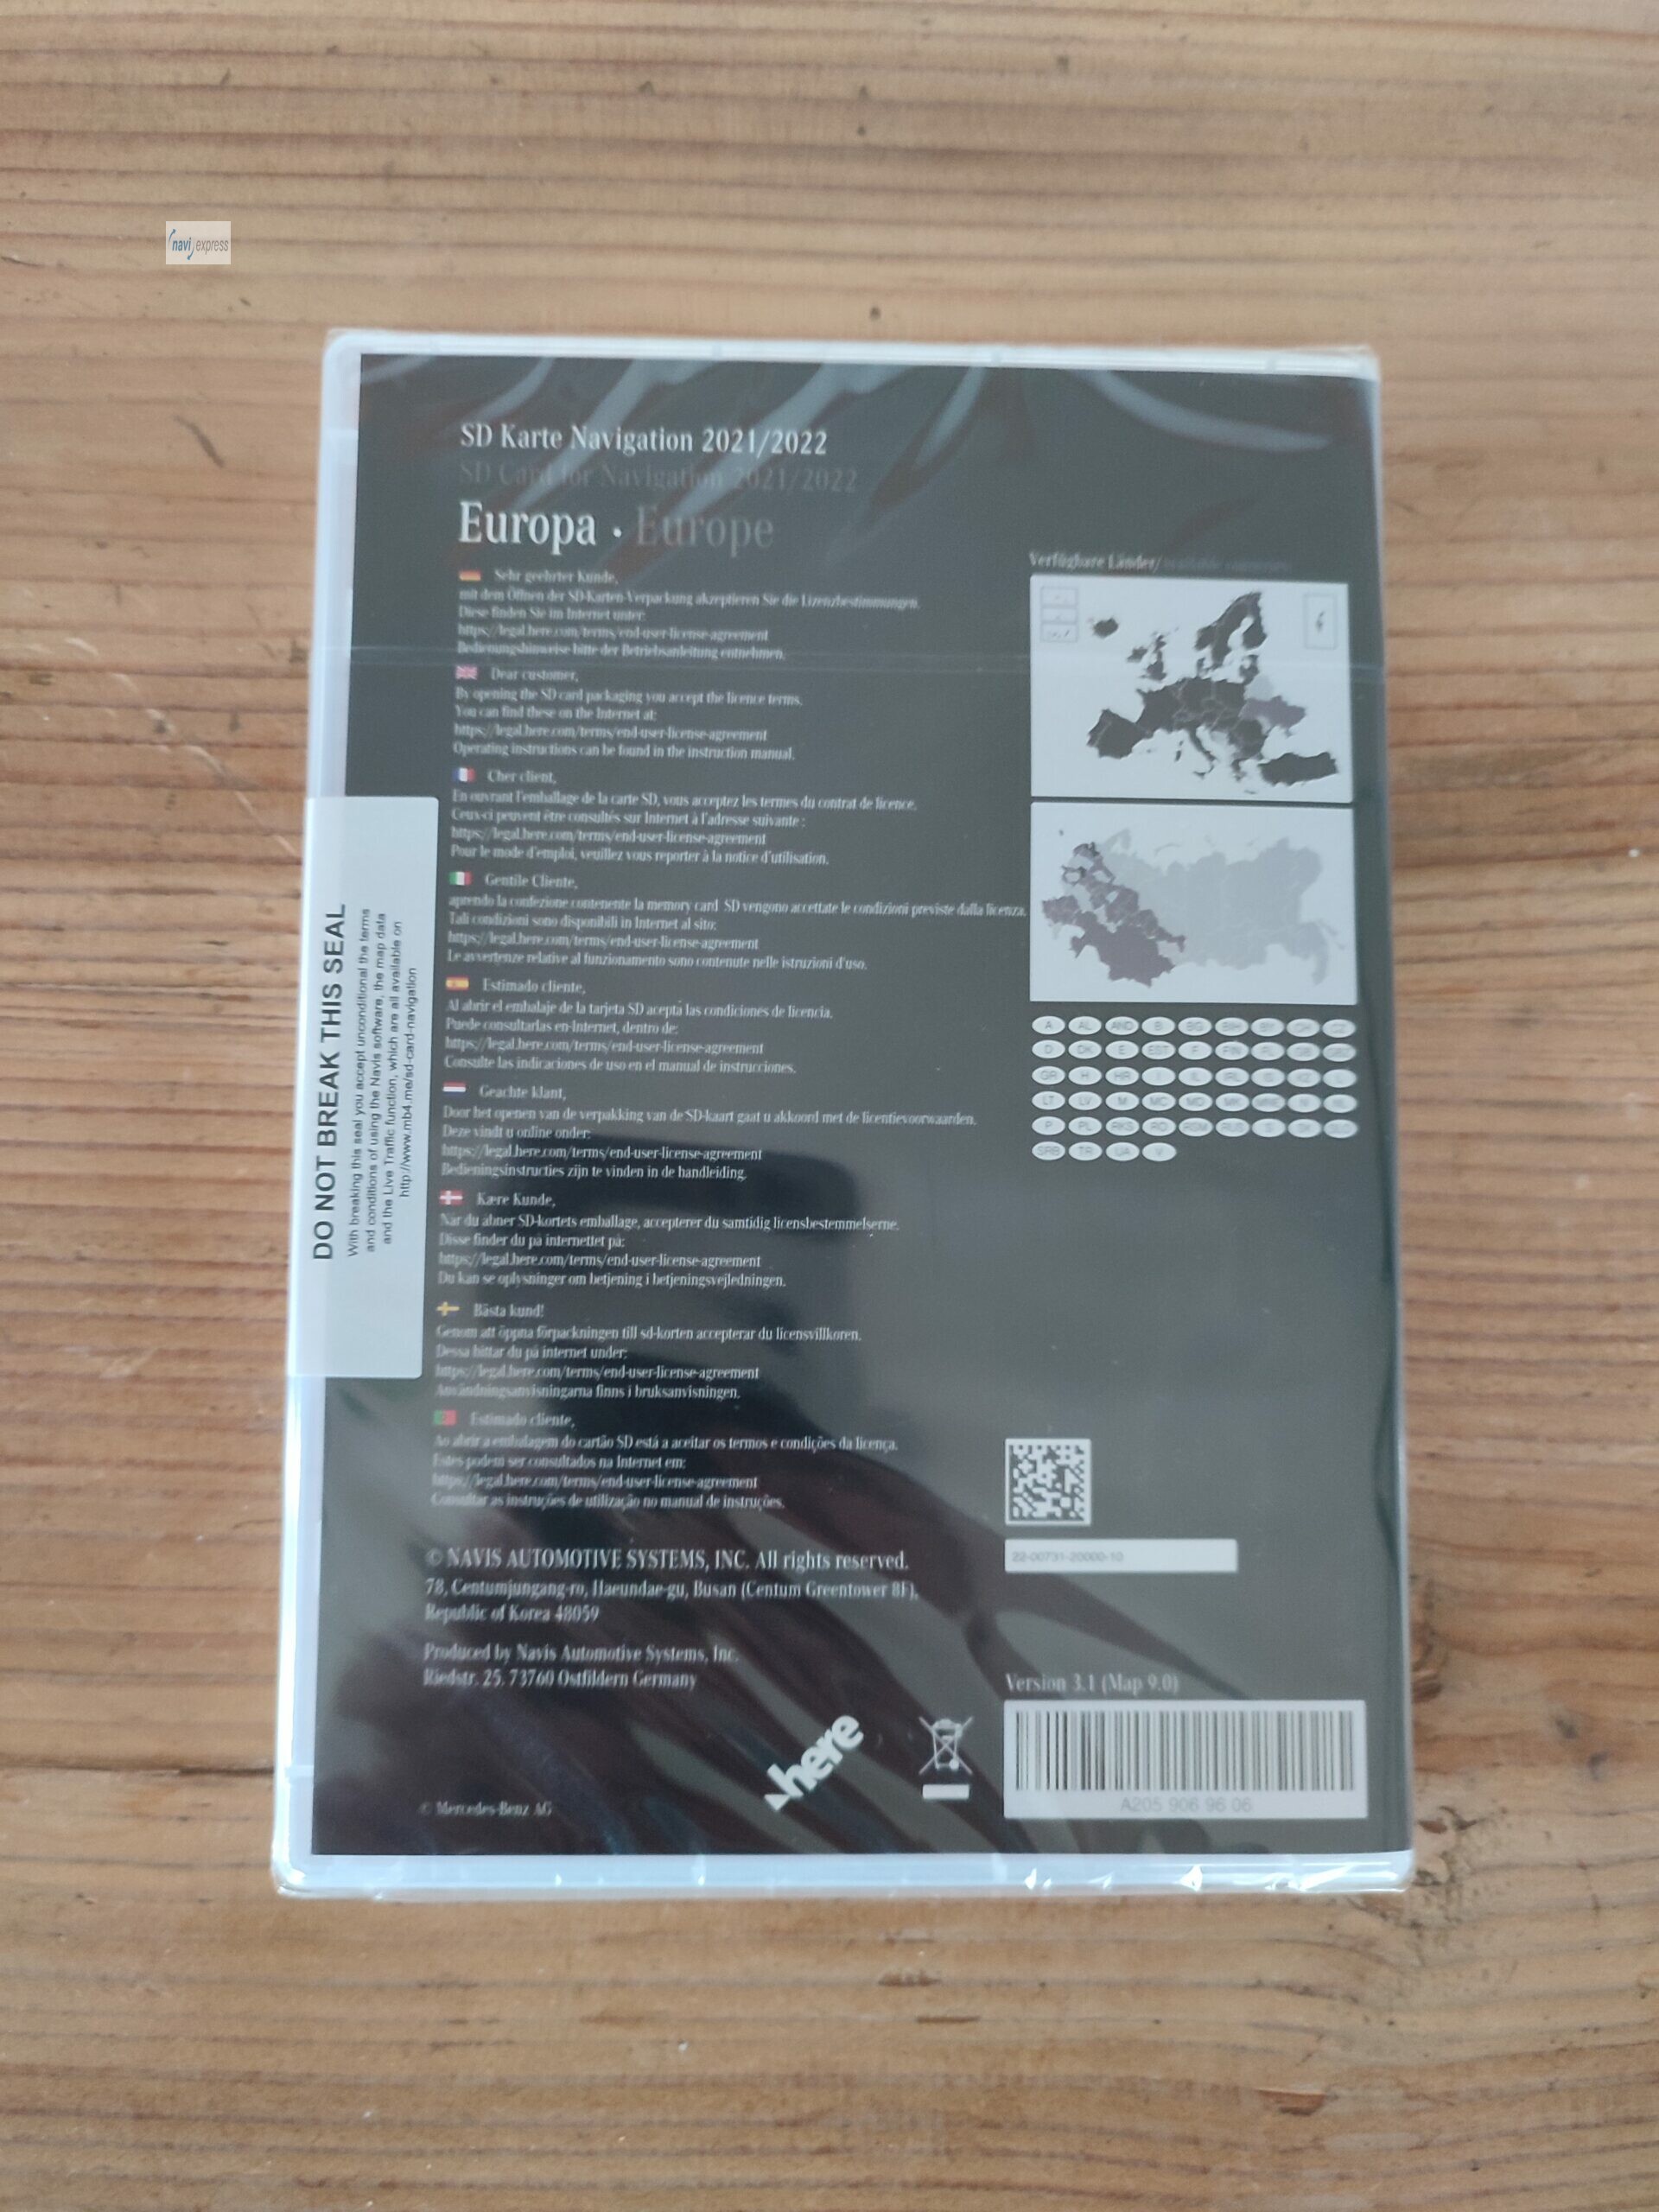 navi express
SD Karte Navigation 2021/2022
SD Card for Navigation 2021/2022
Europa · Europe
Sehr geehrter Kunde,
mit dem Öffnen der SD-Karten-Verpackung akzeptieren Sie die Lizenzbestimmungen.
Diese finden Sie im Internet unter:
https://legal.here.com/terms/end-user-license-agreement
Bedienungshinweise bitte der Betriebsanleitung entnehmen.
Dear customer,
By opening the SD card packaging you accept the licence terms.
You can find these on the Internet at:
https://legal.here.com/terms/end-user-license-agreement
Operating instructions can be found in the instruction manual.
Cher client,
En ouvrant l'emballage de la carte SD, vous acceptez les termes du contrat de licence.
Ceux-ci peuvent être consultés sur Internet à l'adresse suivante :
https://legal.here.com/terms/end-user-license-agreement
Pour le mode d'emploi, veuillez vous reporter à la notice d'utilisation.
Gentile Cliente,
aprendo la confezione contenente la memory card SD vengono accettate le condizioni previste dalla licenza.
Tali condizioni sono disponibili in Internet al sito:
https://legal.here.com/terms/end-user-license-agreement
Le avvertenze relative al funzionamento sono contenute nelle istruzioni d'uso.
Estimado cliente,
Al abrir el embalaje de la tarjeta SD acepta las condiciones de licencia.
Puede consultarlas en Internet, dentro de:
https://legal.here.com/terms/end-user-license-agreement
Consulte las indicaciones de uso en el manual de instrucciones.
Geachte klant,
Door het openen van de verpakking van de SD-kaart gaat u akkoord met de licentievoorwaarden.
Deze vindt u online onder:
https://legal.here.com/terms/end-user-license-agreement
Bedieningsinstructies zijn te vinden in de handleiding.
Kære Kunde,
Når du åbner SD-kortets emballage, accepterer du samtidig licensbestemmelserne.
Disse finder du på internettet på:
https://legal.here.com/terms/end-user-license-agreement
Du kan se oplysninger om betjening i betjeningsvejledningen.
Bästa kund!
Genom att öppna förpackningen till sd-korten accepterar du licensvillkoren.
Dessa hittar du på internet under:
https://legal.here.com/terms/end-user-license-agreement
Användningsanvisningarna finns i bruksanvisningen.
Estimado cliente,
Ao abrir a embalagem do cartão SD está a aceitar os termos e condições da licença.
Estes podem ser consultados na Internet em:
https://legal.here.com/terms/end-user-license-agreement
Consultar as instruções de utilização no manual de instruções.
© NAVIS AUTOMOTIVE SYSTEMS, INC. All rights reserved.
78, Centumjungang-ro, Haeundae-gu, Busan (Centum Greentower 8F),
Republic of Korea 48059
Produced by Navis Automotive Systems, Inc.
Riedstr. 25, 73760 Ostfildern Germany
© Mercedes-Benz AG
here
DO NOT BREAK THIS SEAL
With breaking this seal you accept unconditional the terms
and conditions of using the Navis software, the map data
and the Live Traffic function, which are all available on
http://www.mb4.me/sd-card-navigation
Verfügbare Länder/
A AL AND B BG BIH BY CH CZ
D DK E EST F FIN FL GB GBZ
GR H HR I IL IRL IS KZ L
LT LV M MC MD MK MNE N NL
P PL RKS RO RSM RUS S SK SLO
SRB TR UA V
22-00731-20000-10
Version 3.1 (Map 9.0)
A205 906 96 06